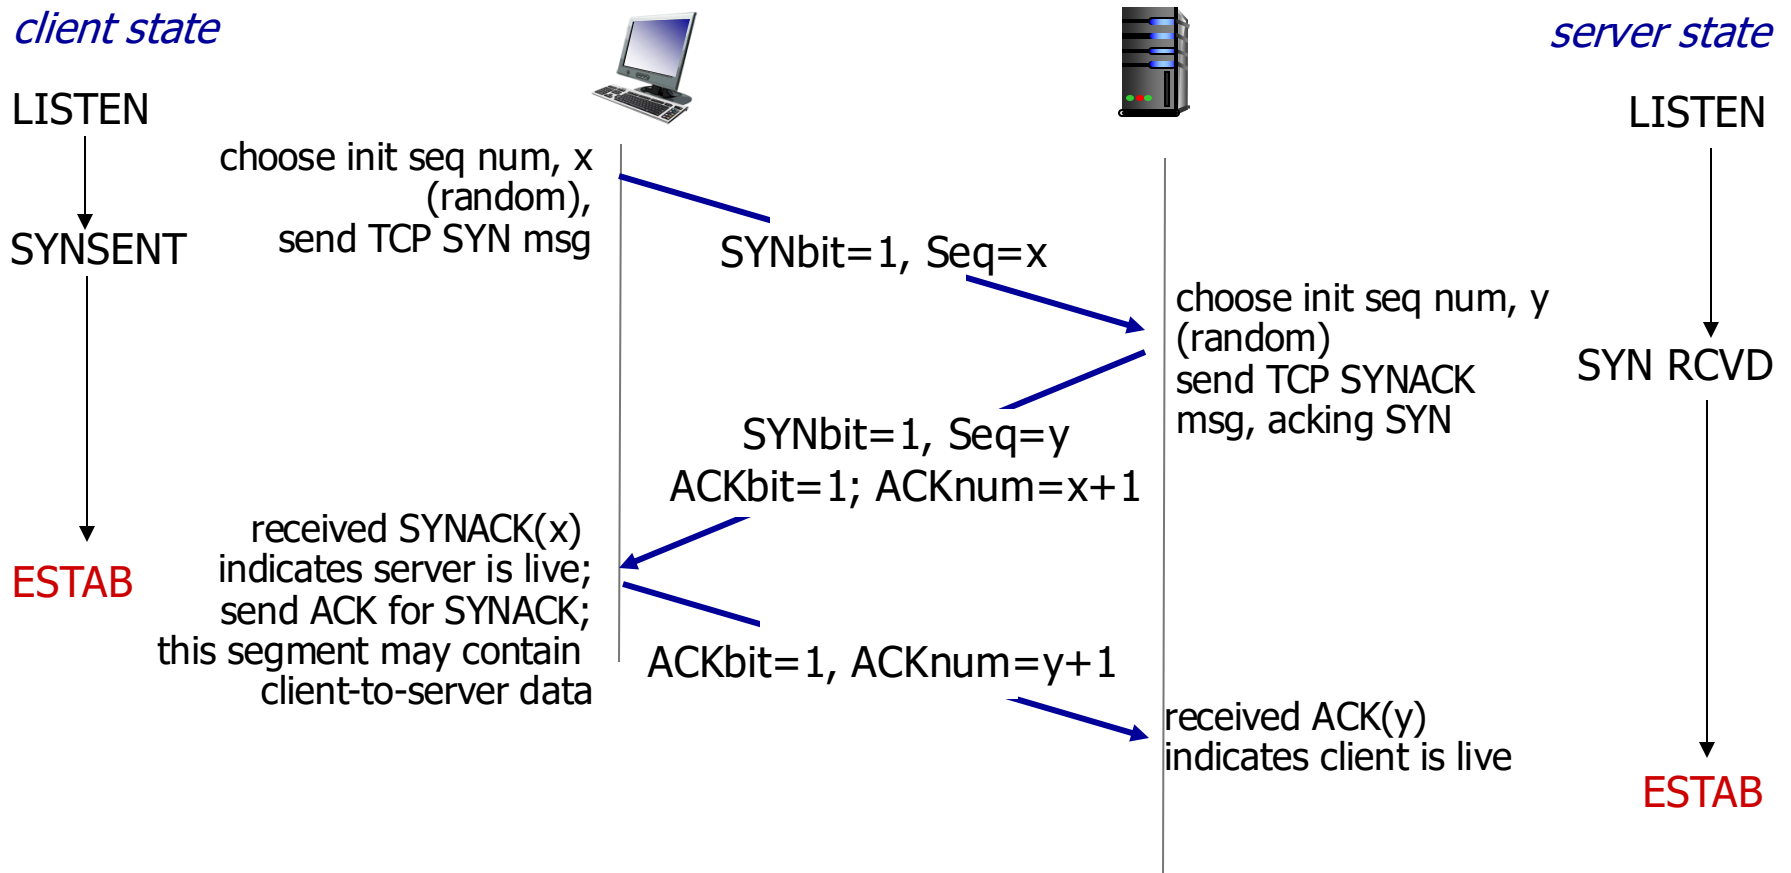 client state
server state
LISTEN
LISTEN
choose init seq num, x
(random),
send TCP SYN msg
SYNSENT
SYNbit=1, Seq=x
choose init seq num, y
(random)
send TCP SYNACK
msg, acking SYN
SYN RCVD
SYNbit=1, Seq=y
ACKbit=1; ACKnum=x+1
received SYNACK(x)
indicates server is live;
send ACK for SYNACK;
this segment may contain
client-to-server data
ESTAB
ACKbit=1, ACKnum=y+1
received ACK(y)
indicates client is live
ESTAB